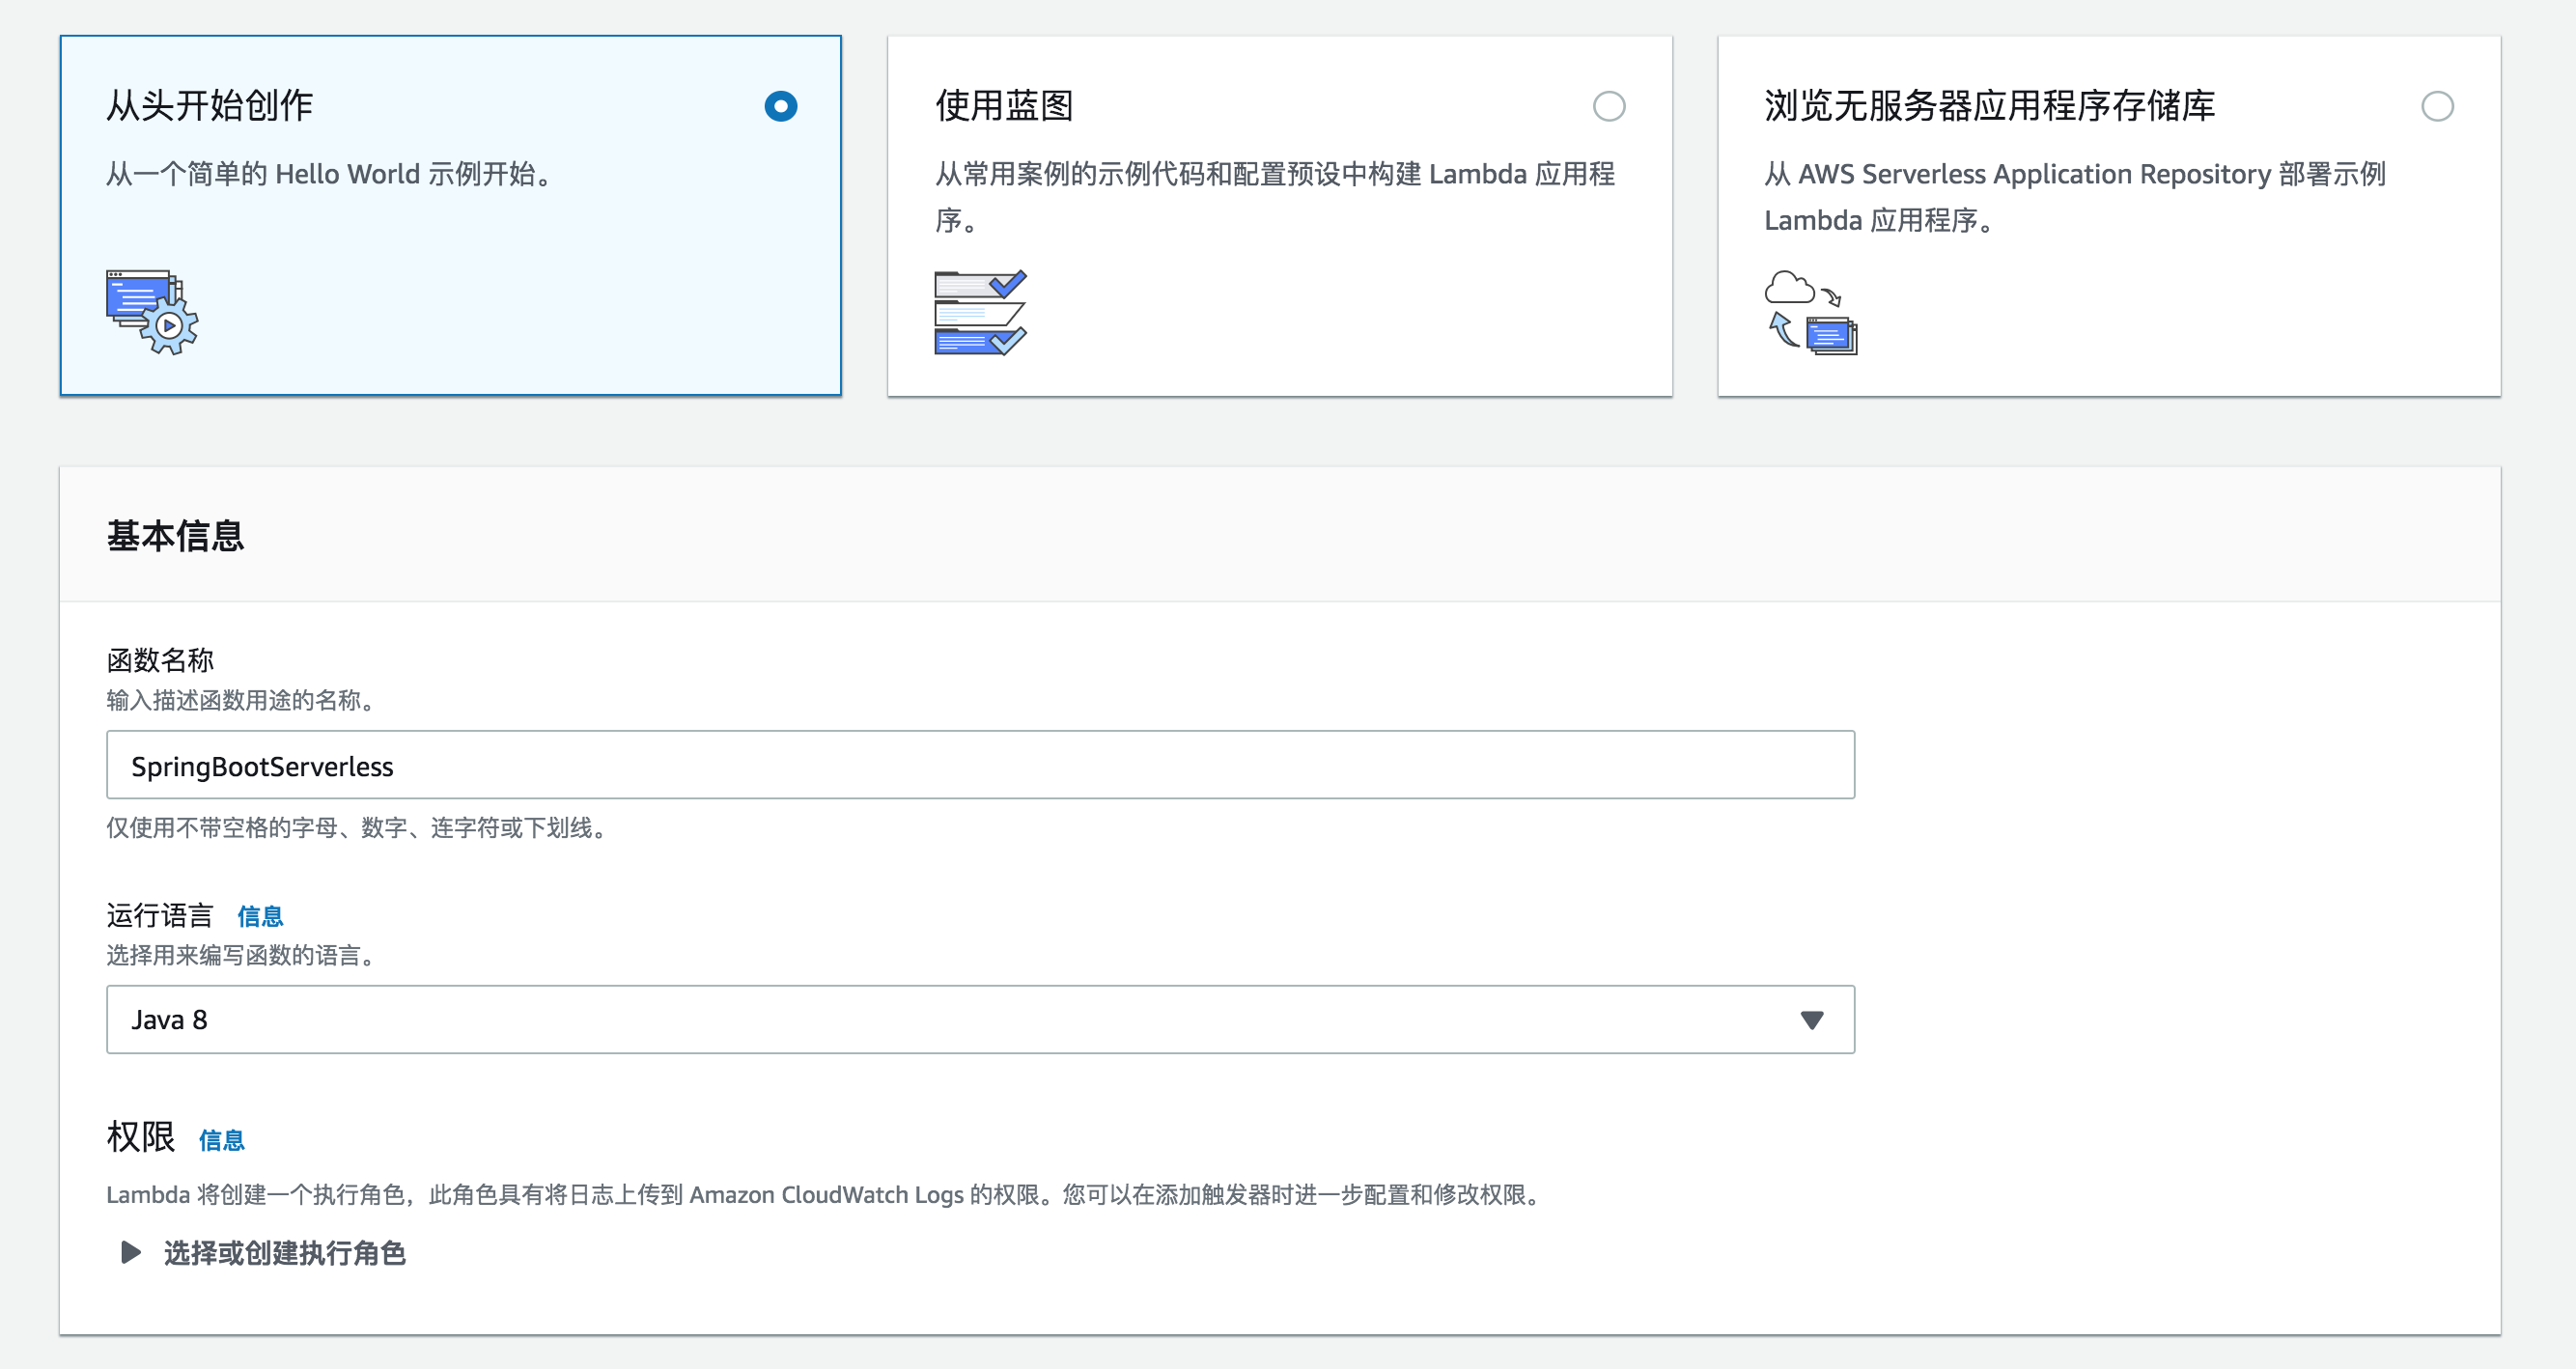 从头开始创作
从一个简单的 Hello World 示例开始。
使用蓝图
从常用案例的示例代码和配置预设中构建 Lambda 应用程
序。
浏览无服务器应用程序存储库
从 AWS Serverless Application Repository 部署示例
Lambda 应用程序。
基本信息
函数名称
输入描述函数用途的名称。
SpringBootServerless
仅使用不带空格的字母、数字、连字符或下划线。
运行语言 信息
选择用来编写函数的语言。
Java 8
权限 信息
Lambda 将创建一个执行角色，此角色具有将日志上传到 Amazon CloudWatch Logs 的权限。您可以在添加触发器时进一步配置和修改权限。
选择或创建执行角色